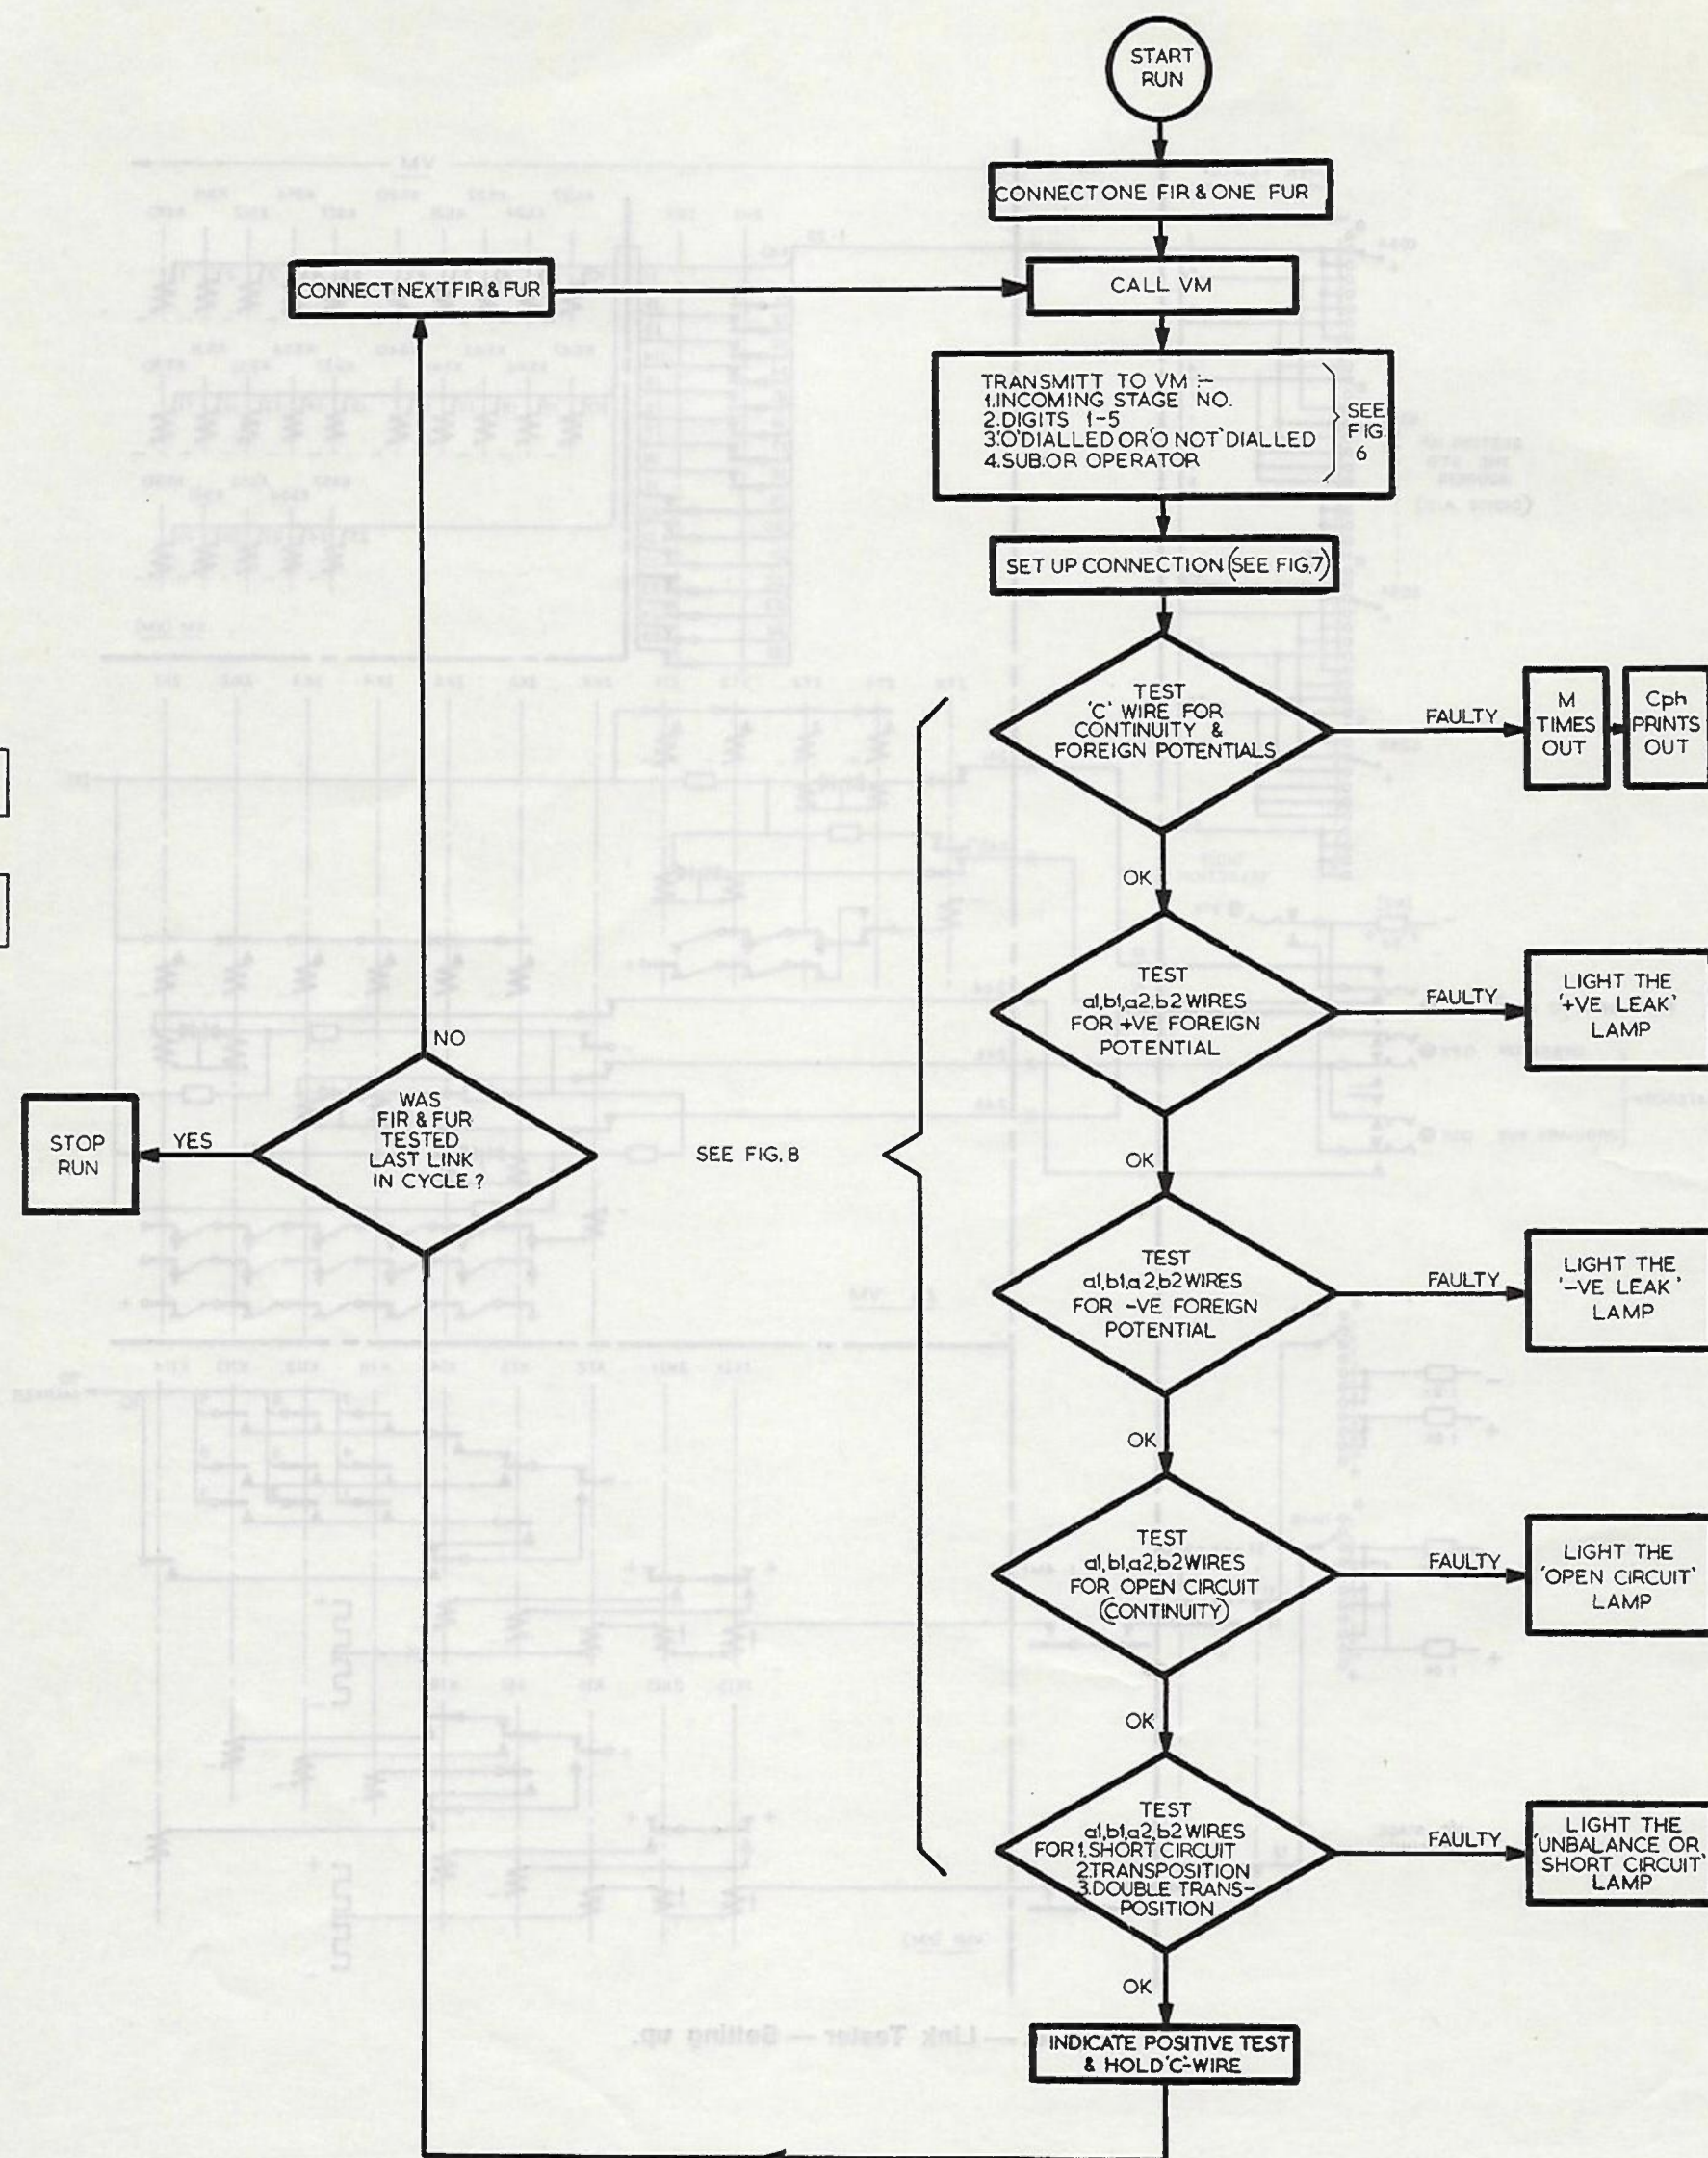 START
RUN
CONNECT ONE FIR & ONE FUR
CONNECT NEXT FIR & FUR
CALL VM
TRANSMITT TO VM :-
1.INCOMING STAGE NO.
2.DIGITS 1-5
3.'O'DIALLED OR'O NOT'DIALLED
4.SUB.OR OPERATOR
SEE
FIG.
6
SET UP CONNECTION (SEE FIG.7)
TEST
'C' WIRE FOR
CONTINUITY &
FOREIGN POTENTIALS
FAULTY
M
TIMES
OUT
Cph
PRINTS
OUT
OK
TEST
a1,b1,a2,b2 WIRES
FOR +VE FOREIGN
POTENTIAL
FAULTY
LIGHT THE
'+VE LEAK'
LAMP
NO
WAS
FIR & FUR
TESTED
LAST LINK
IN CYCLE ?
YES
STOP
RUN
SEE FIG. 8
OK
TEST
a1,b1,a2,b2 WIRES
FOR -VE FOREIGN
POTENTIAL
FAULTY
LIGHT THE
'-VE LEAK'
LAMP
OK
TEST
a1,b1,a2,b2 WIRES
FOR OPEN CIRCUIT
(CONTINUITY)
FAULTY
LIGHT THE
'OPEN CIRCUIT'
LAMP
OK
TEST
a1,b1,a2,b2 WIRES
FOR 1.SHORT CIRCUIT
2.TRANSPOSITION
3.DOUBLE TRANS-
POSITION
FAULTY
LIGHT THE
'UNBALANCE OR
SHORT CIRCUIT'
LAMP
OK
INDICATE POSITIVE TEST
& HOLD 'C'-WIRE